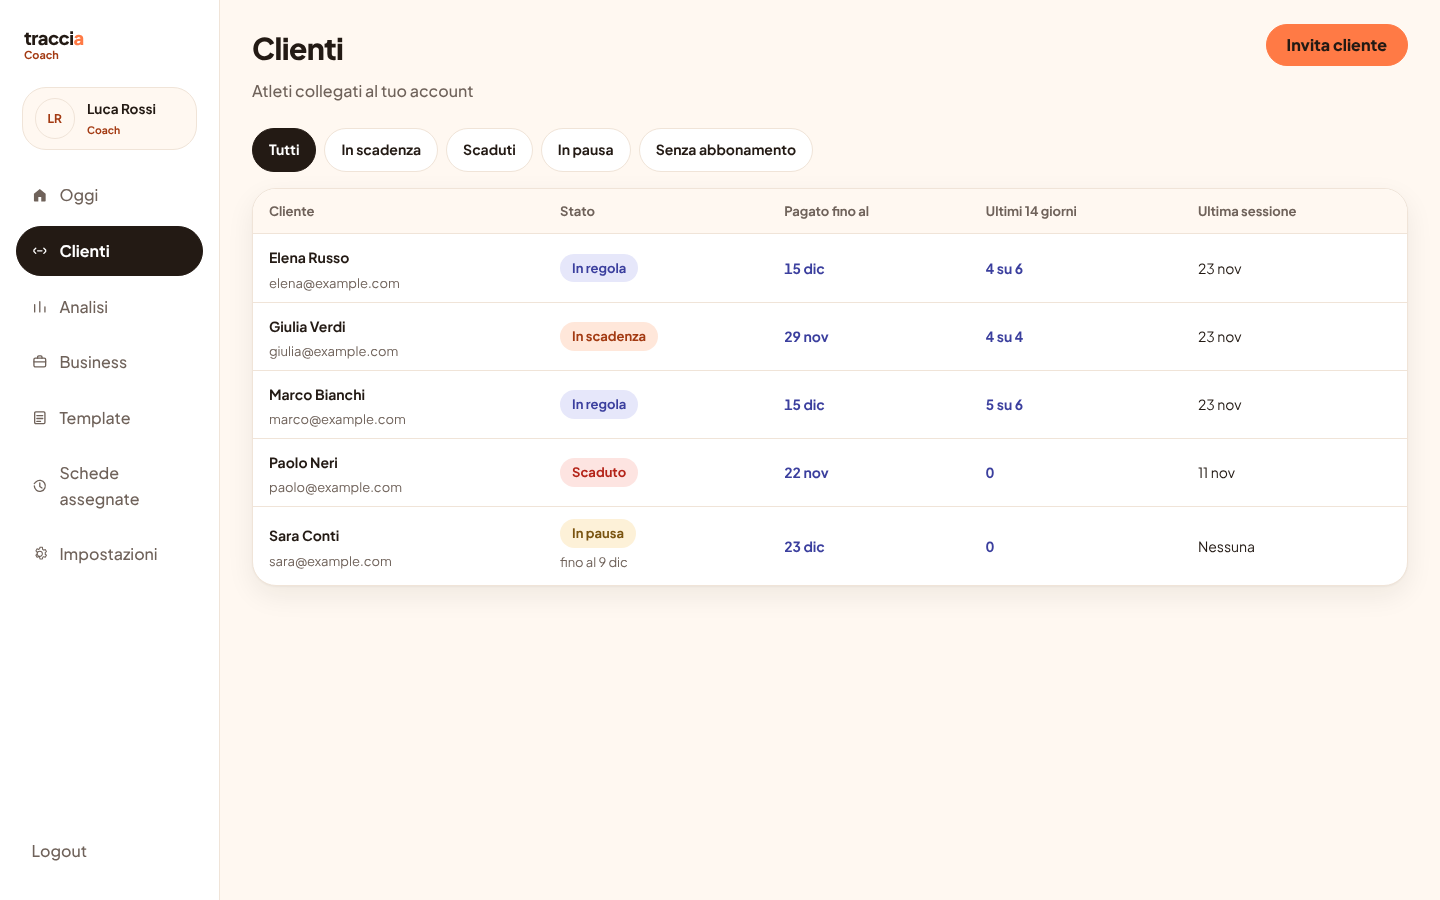 traccia
Coach
LR
Luca Rossi
Coach
Oggi
Clienti
Analisi
Business
Template
Schede
assegnate
Impostazioni
Logout
Clienti
Atleti collegati al tuo account
Invita cliente
Tutti
In scadenza
Scaduti
In pausa
Senza abbonamento
Cliente Stato Pagato fino al Ultimi 14 giorni Ultima sessione
Elena Russo
elena@example.com
In regola
15 dic
4 su 6
23 nov
Giulia Verdi
giulia@example.com
In scadenza
29 nov
4 su 4
23 nov
Marco Bianchi
marco@example.com
In regola
15 dic
5 su 6
23 nov
Paolo Neri
paolo@example.com
Scaduto
22 nov
0
11 nov
Sara Conti
sara@example.com
In pausa
fino al 9 dic
23 dic
0
Nessuna